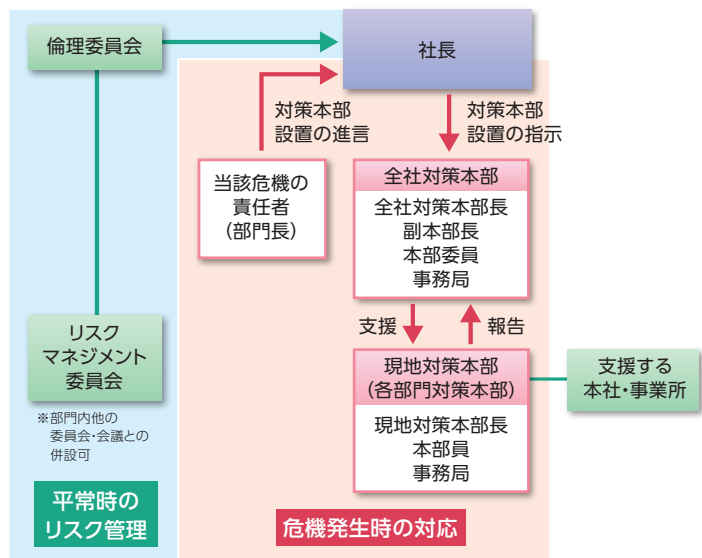 倫理委員会
社長
対策本部
設置の進言
対策本部
設置の指示
当該危機の
責任者
（部門長）
全社対策本部
全社対策本部長
副本部長
本部委員
事務局
支援
報告
リスク
マネジメント
委員会
※部門内他の
委員会・会議との
併設可
現地対策本部
（各部門対策本部）
現地対策本部長
本部員
事務局
支援する
本社・事業所
平常時の
リスク管理
危機発生時の対応